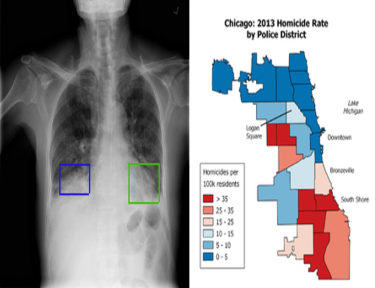 Chicago: 2013 Homicide Rate
by Police District
Lake
Michigan
Logan
Square
Downtown
Bronzeville
South Shore
Homicides per
100k residents
> 35
25 - 35
15 - 25
10 - 15
5 - 10
0 - 5